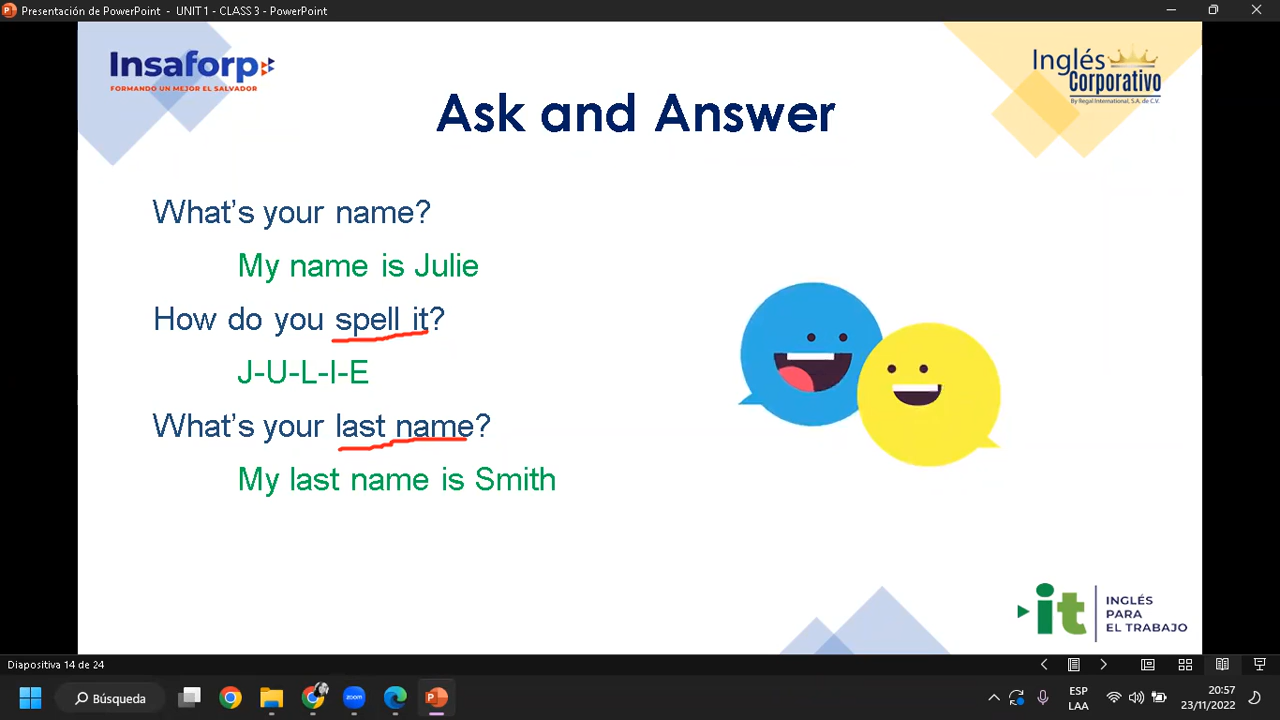 Presentación de PowerPoint - UNIT 1 - CLASS 3 - PowerPoint
Insaforp
FORMANDO UN MEJOR EL SALVADOR
Inglés
Corporativo
By Regal International, S.A. de C.V.
Ask and Answer
What's your name?
My name is Julie
How do you spell it?
J-U-L-I-E
What's your last name?
My last name is Smith
it
INGLÉS
PARA
EL TRABAJO
Diapositiva 14 de 24
Búsqueda
zoom
ESP
LAA
20:57
23/11/2022